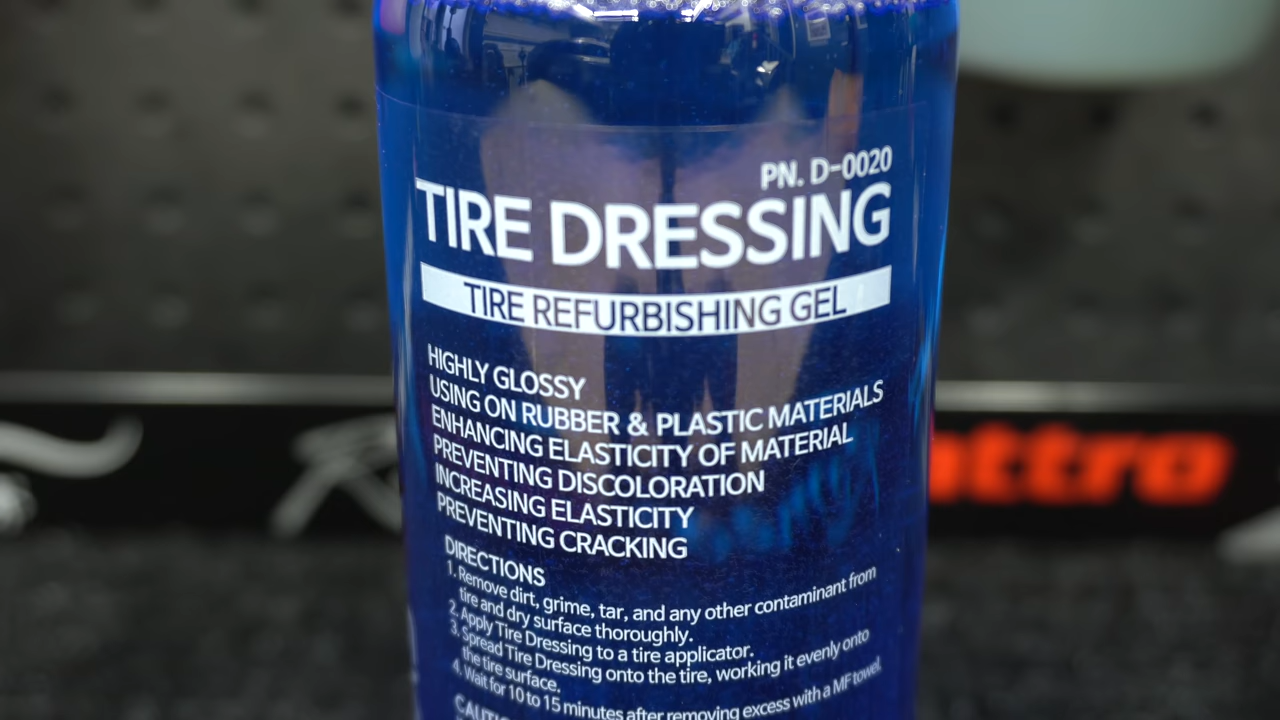 PN. D-0020
TIRE DRESSING
TIRE REFURBISHING GEL
HIGHLY GLOSSY
USING ON RUBBER & PLASTIC MATERIALS
ENHANCING ELASTICITY OF MATERIAL
PREVENTING DISCOLORATION
INCREASING ELASTICITY
PREVENTING CRACKING
DIRECTIONS
1. Remove dirt, grime, tar, and any other contaminant from
tire and dry surface thoroughly.
2. Apply Tire Dressing to a tire applicator.
3. Spread Tire Dressing onto the tire, working it evenly onto
the tire surface.
4. Wait for 10 to 15 minutes after removing excess with a MF towel.